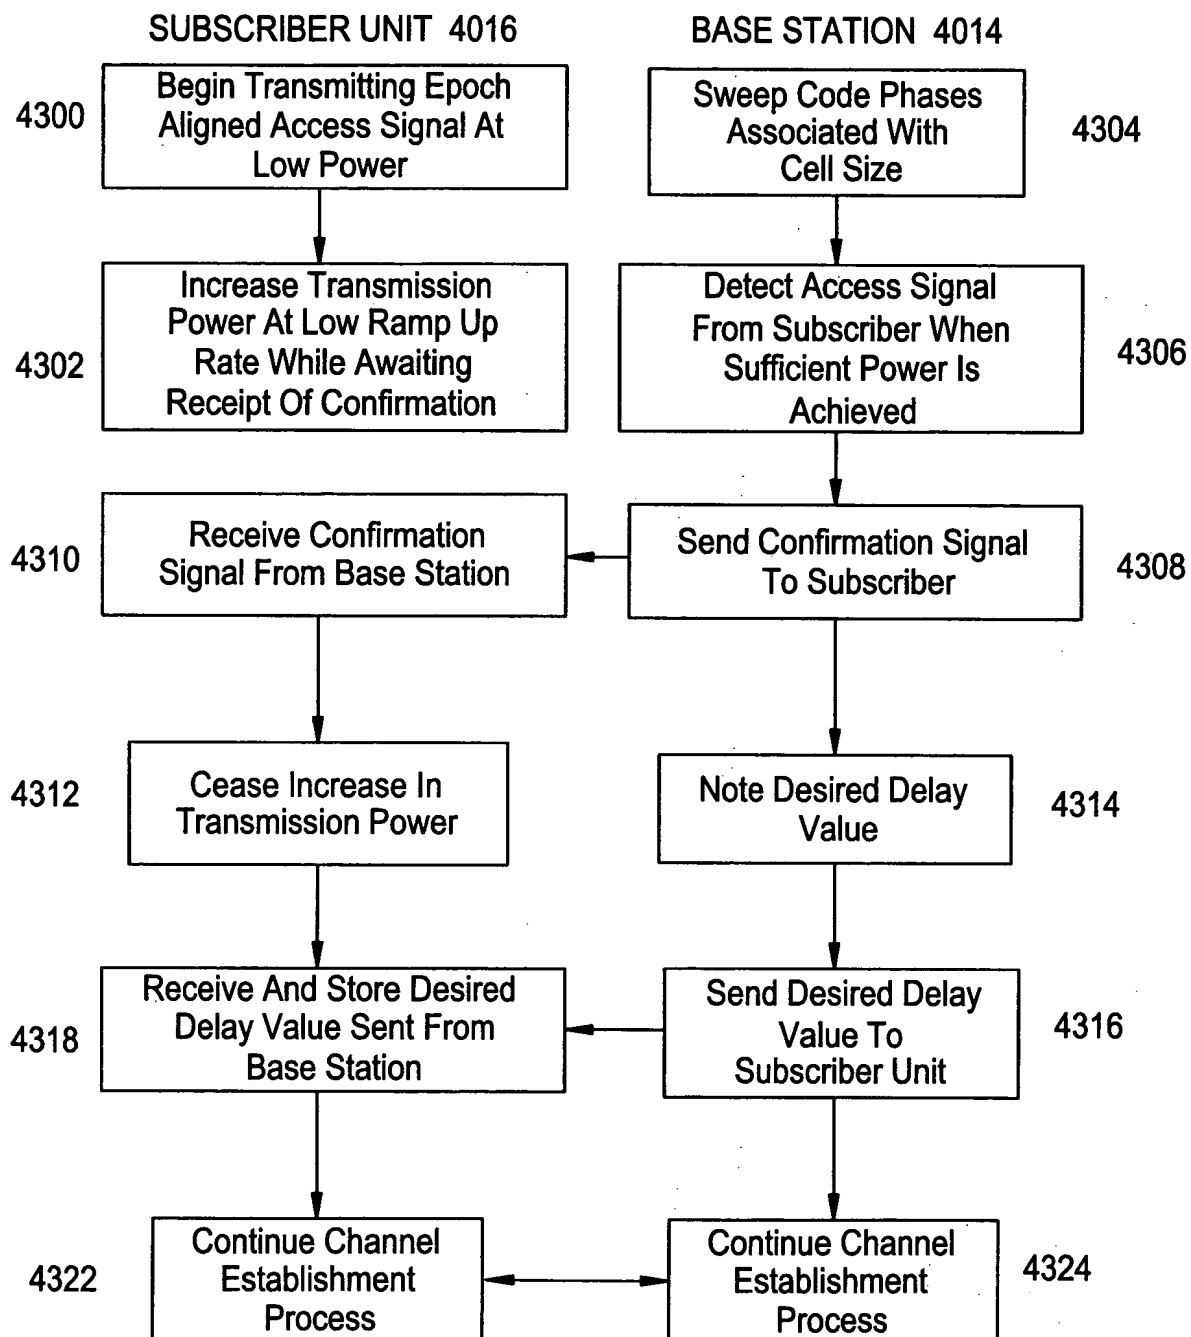 SUBSCRIBER UNIT 4016
BASE STATION 4014
4300
Begin Transmitting Epoch
Aligned Access Signal At
Low Power
Sweep Code Phases
Associated With
Cell Size
4304
4302
Increase Transmission
Power At Low Ramp Up
Rate While Awaiting
Receipt Of Confirmation
Detect Access Signal
From Subscriber When
Sufficient Power Is
Achieved
4306
4310
Receive Confirmation
Signal From Base Station
Send Confirmation Signal
To Subscriber
4308
4312
Cease Increase In
Transmission Power
Note Desired Delay
Value
4314
4318
Receive And Store Desired
Delay Value Sent From
Base Station
Send Desired Delay
Value To
Subscriber Unit
4316
4322
Continue Channel
Establishment
Process
Continue Channel
Establishment
Process
4324